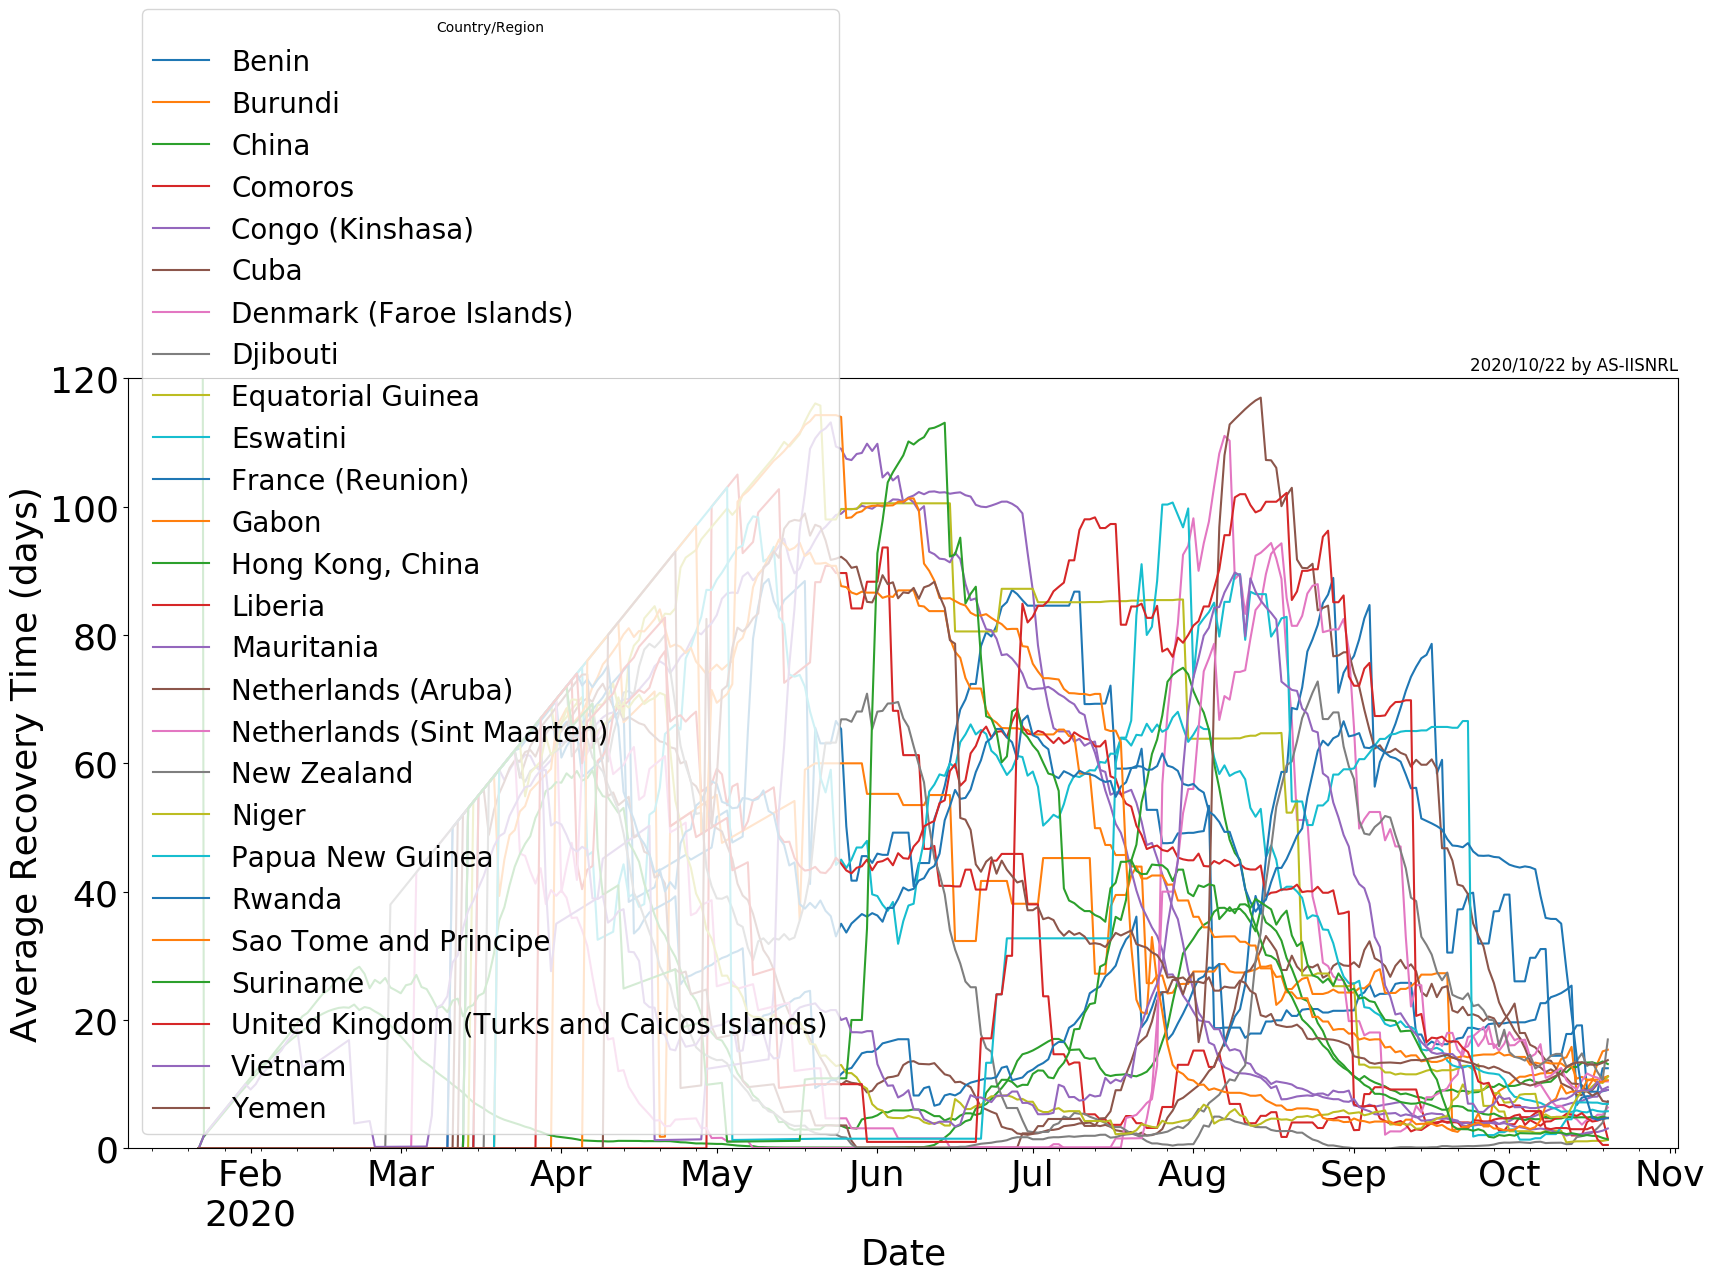 Country/Region
Benin
Burundi
China
Comoros
Congo (Kinshasa)
Cuba
Denmark (Faroe Islands)
Djibouti
Equatorial Guinea
Eswatini
France (Reunion)
Gabon
Hong Kong, China
Liberia
Mauritania
Netherlands (Aruba)
Netherlands (Sint Maarten)
New Zealand
Niger
Papua New Guinea
Rwanda
Sao Tome and Principe
Suriname
United Kingdom (Turks and Caicos Islands)
Vietnam
Yemen
2020/10/22 by AS-IISNRL
Average Recovery Time (days)
120
100
80
60
40
20
0
Feb Mar Apr May Jun Jul Aug Sep Oct Nov
2020
Date